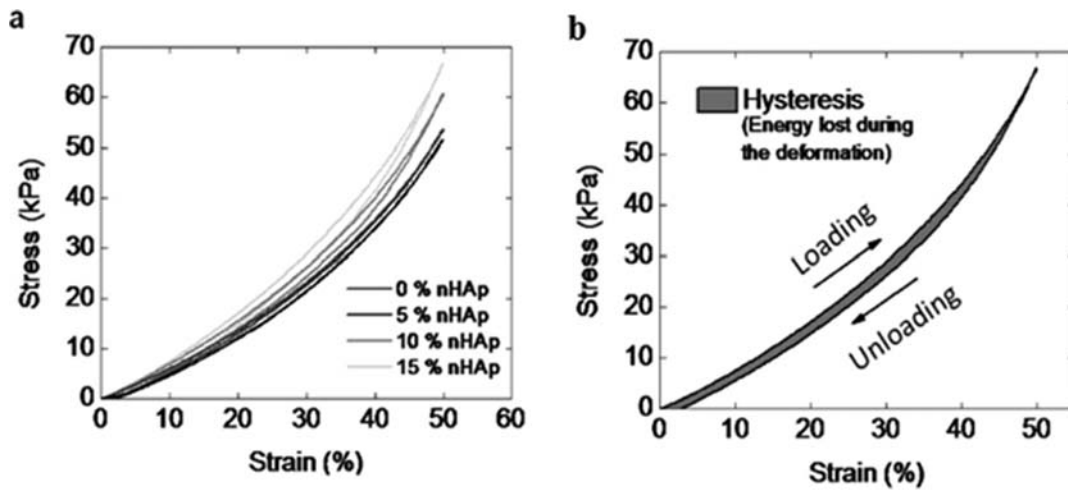 a
70
60
50
40
30
20
10
0
Stress (kPa)
0 % nHAp
5 % nHAp
10 % nHAp
15 % nHAp
0 10 20 30 40 50 60
Strain (%)
b
70
60
50
40
30
20
10
0
Stress (kPa)
Hysteresis
(Energy lost during
the deformation)
Loading
Unloading
0 10 20 30 40 50
Strain (%)